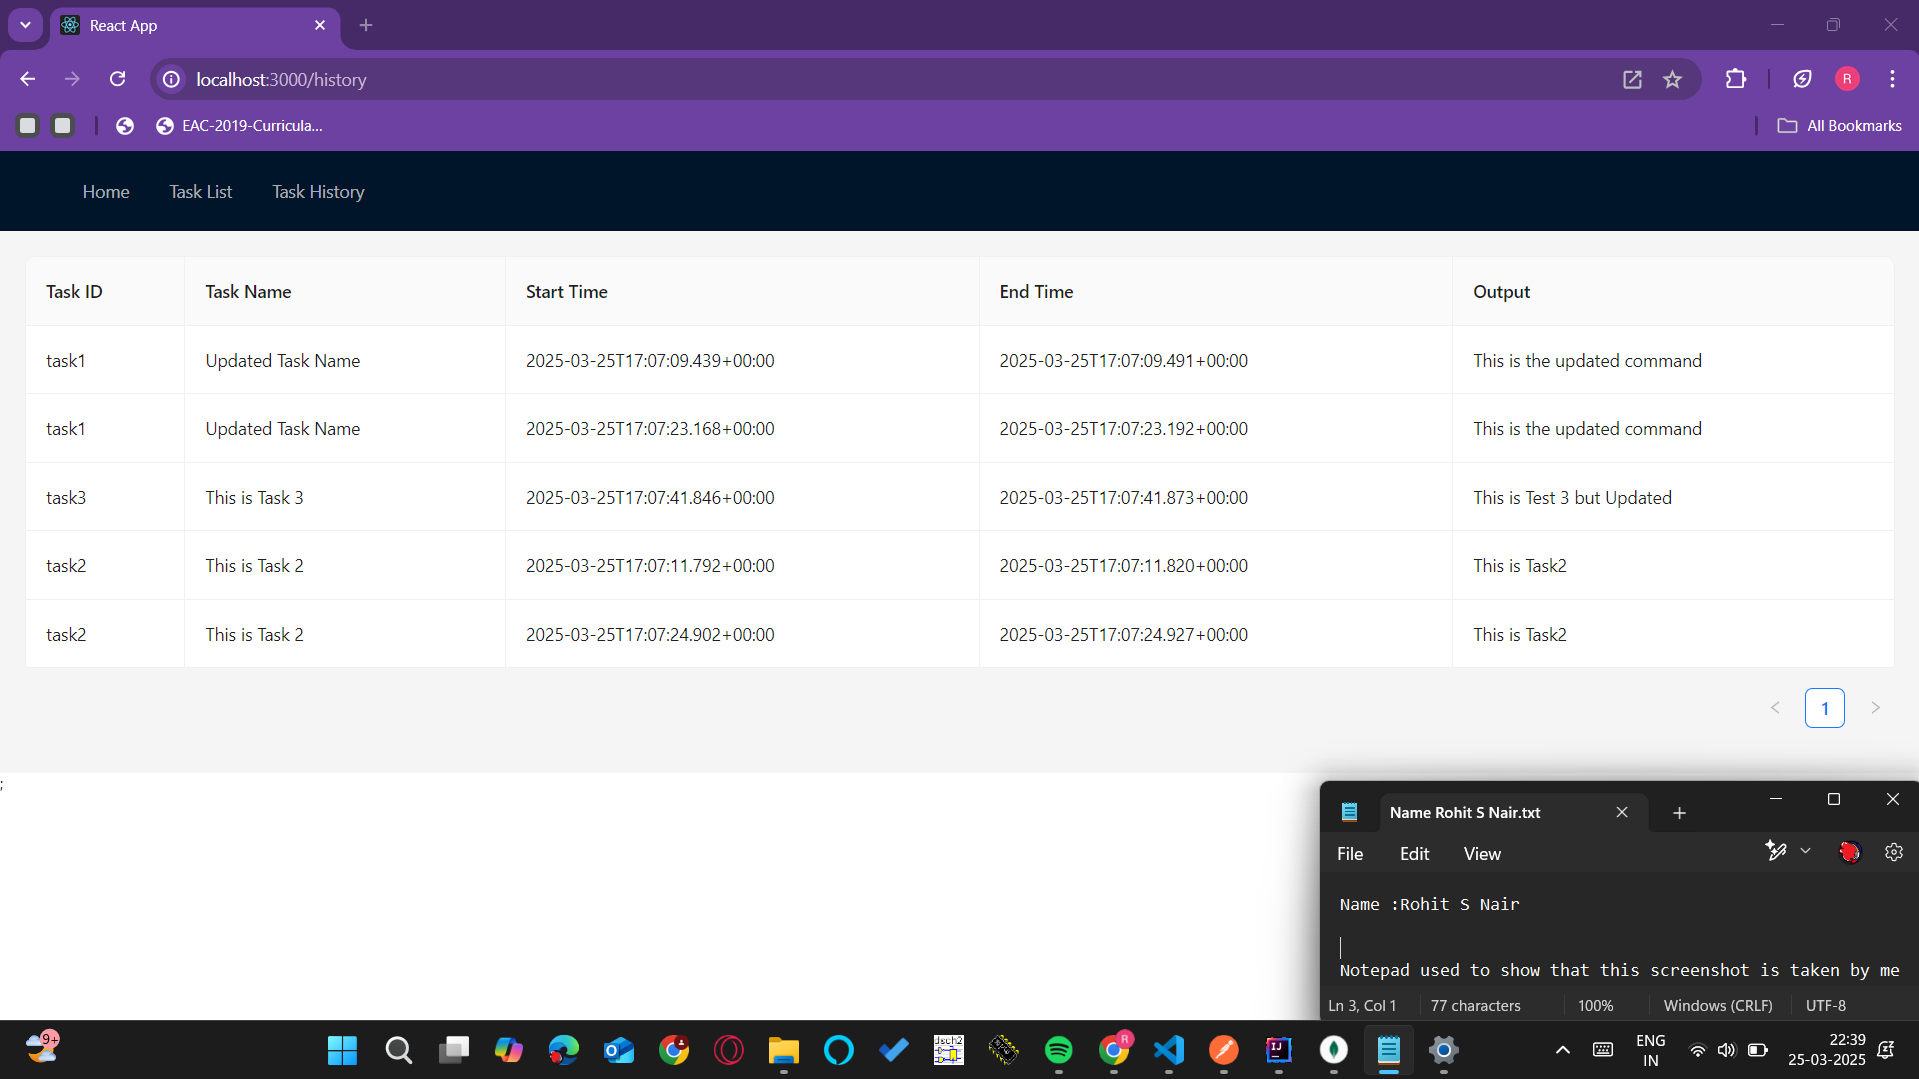 React App
localhost:3000/history
R
EAC-2019-Curricula...
All Bookmarks
Home Task List Task History
Task ID Task Name Start Time End Time Output
task1 Updated Task Name 2025-03-25T17:07:09.439+00:00 2025-03-25T17:07:09.491+00:00 This is the updated command
task1 Updated Task Name 2025-03-25T17:07:23.168+00:00 2025-03-25T17:07:23.192+00:00 This is the updated command
task3 This is Task 3 2025-03-25T17:07:41.846+00:00 2025-03-25T17:07:41.873+00:00 This is Test 3 but Updated
task2 This is Task 2 2025-03-25T17:07:11.792+00:00 2025-03-25T17:07:11.820+00:00 This is Task2
task2 This is Task 2 2025-03-25T17:07:24.902+00:00 2025-03-25T17:07:24.927+00:00 This is Task2
1
;
Name Rohit S Nair.txt
File Edit View
Name :Rohit S Nair
Notepad used to show that this screenshot is taken by me
Ln 3, Col 1 77 characters 100% Windows (CRLF) UTF-8
9+
dsch2
R
IJ
ENG
IN
22:39
25-03-2025